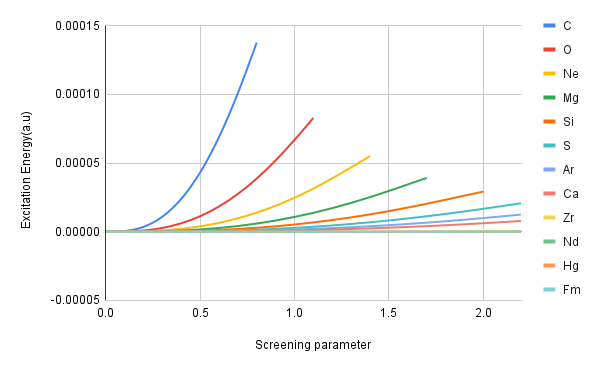 0.00015
0.00010
0.00005
0.00000
-0.00005
Excitation Energy(a.u)
0.0
0.5
1.0
1.5
2.0
Screening parameter
C
O
Ne
Mg
Si
S
Ar
Ca
Zr
Nd
Hg
Fm